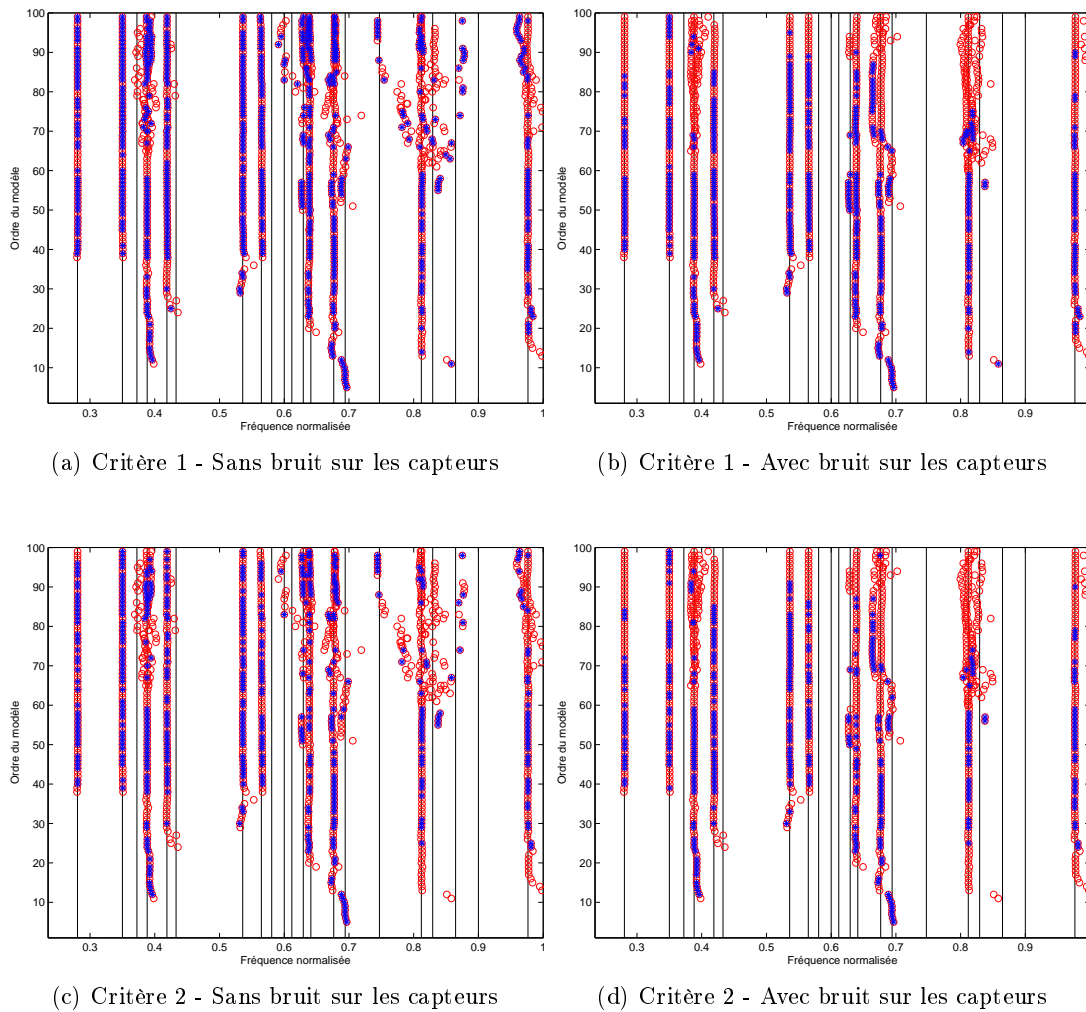 100
90
80
70
60
50
40
30
20
10
Ordre du modèle
0.3 0.4 0.5 0.6 0.7 0.8 0.9 1
Fréquence normalisée
(a) Critère 1 - Sans bruit sur les capteurs
100
90
80
70
60
50
40
30
20
10
Ordre du modèle
0.3 0.4 0.5 0.6 0.7 0.8 0.9
Fréquence normalisée
(b) Critère 1 - Avec bruit sur les capteurs
100
90
80
70
60
50
40
30
20
10
Ordre du modèle
0.3 0.4 0.5 0.6 0.7 0.8 0.9 1
Fréquence normalisée
(c) Critère 2 - Sans bruit sur les capteurs
100
90
80
70
60
50
40
30
20
10
Ordre du modèle
0.3 0.4 0.5 0.6 0.7 0.8 0.9
Fréquence normalisée
(d) Critère 2 - Avec bruit sur les capteurs